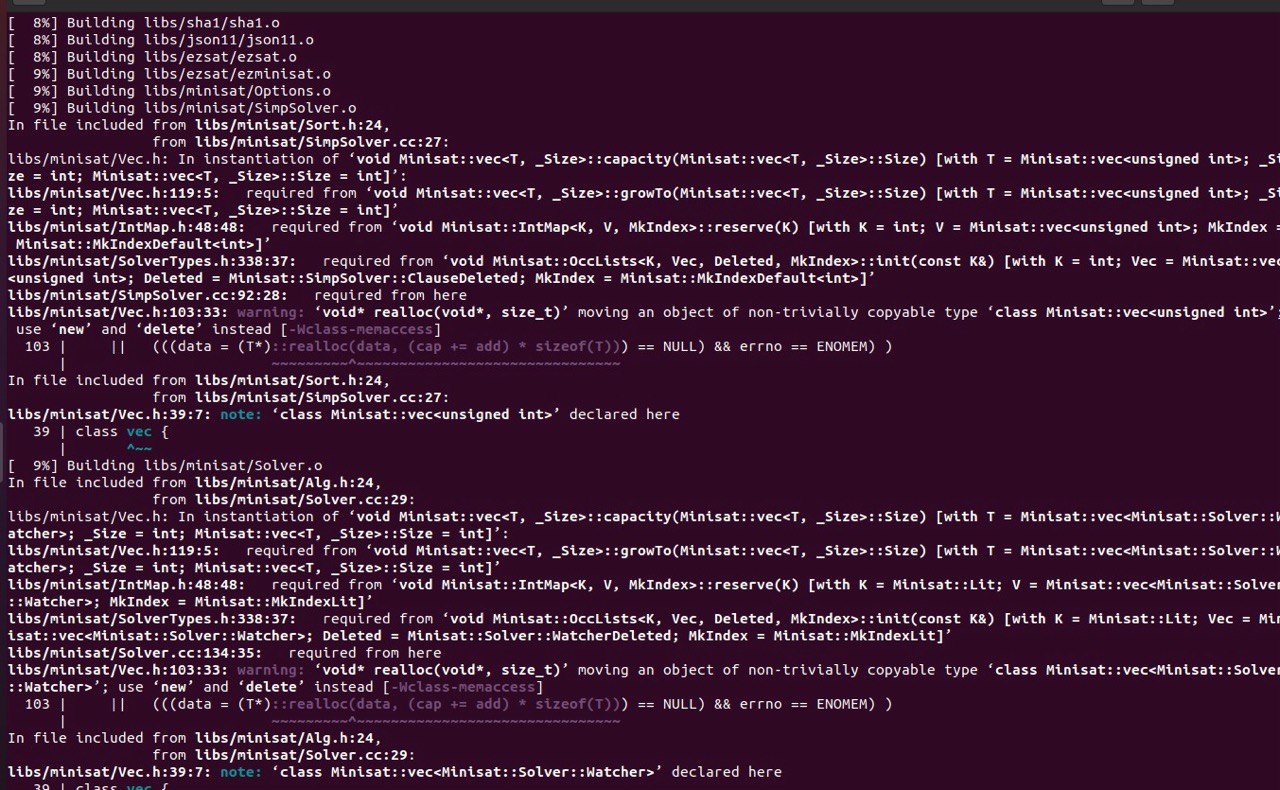 [  8%] Building libs/sha1/sha1.o
[  8%] Building libs/json11/json11.o
[  8%] Building libs/ezsat/ezsat.o
[  9%] Building libs/ezsat/ezminisat.o
[  9%] Building libs/minisat/Options.o
[  9%] Building libs/minisat/SimpSolver.o
In file included from libs/minisat/Sort.h:24,
                 from libs/minisat/SimpSolver.cc:27:
libs/minisat/Vec.h: In instantiation of ‘void Minisat::vec<T, _Size>::capacity(Minisat::vec<T, _Size>::Size) [with T = Minisat::vec<unsigned int>; _Si
ze = int; Minisat::vec<T, _Size>::Size = int]’:
libs/minisat/Vec.h:119:5:   required from ‘void Minisat::vec<T, _Size>::growTo(Minisat::vec<T, _Size>::Size) [with T = Minisat::vec<unsigned int>; _Si
ze = int; Minisat::vec<T, _Size>::Size = int]’
libs/minisat/IntMap.h:48:48:   required from ‘void Minisat::IntMap<K, V, MkIndex>::reserve(K) [with K = int; V = Minisat::vec<unsigned int>; MkIndex =
 Minisat::MkIndexDefault<int>]’
libs/minisat/SolverTypes.h:338:37:   required from ‘void Minisat::OccLists<K, Vec, Deleted, MkIndex>::init(const K&) [with K = int; Vec = Minisat::vec
<unsigned int>; Deleted = Minisat::SimpSolver::ClauseDeleted; MkIndex = Minisat::MkIndexDefault<int>]’
libs/minisat/SimpSolver.cc:92:28:   required from here
libs/minisat/Vec.h:103:33: warning: ‘void* realloc(void*, size_t)’ moving an object of non-trivially copyable type ‘class Minisat::vec<unsigned int>’;
 use ‘new’ and ‘delete’ instead [-Wclass-memaccess]
  103 |     ||   (((data = (T*)::realloc(data, (cap += add) * sizeof(T))) == NULL) && errno == ENOMEM) )
      |                        ~~~~~~~~~^~~~~~~~~~~~~~~~~~~~~~~~~~~~~~~
In file included from libs/minisat/Sort.h:24,
                 from libs/minisat/SimpSolver.cc:27:
libs/minisat/Vec.h:39:7: note: ‘class Minisat::vec<unsigned int>’ declared here
   39 | class vec {
      |       ^~~
[  9%] Building libs/minisat/Solver.o
In file included from libs/minisat/Alg.h:24,
                 from libs/minisat/Solver.cc:29:
libs/minisat/Vec.h: In instantiation of ‘void Minisat::vec<T, _Size>::capacity(Minisat::vec<T, _Size>::Size) [with T = Minisat::vec<Minisat::Solver::W
atcher>; _Size = int; Minisat::vec<T, _Size>::Size = int]’:
libs/minisat/Vec.h:119:5:   required from ‘void Minisat::vec<T, _Size>::growTo(Minisat::vec<T, _Size>::Size) [with T = Minisat::vec<Minisat::Solver::W
atcher>; _Size = int; Minisat::vec<T, _Size>::Size = int]’
libs/minisat/IntMap.h:48:48:   required from ‘void Minisat::IntMap<K, V, MkIndex>::reserve(K) [with K = Minisat::Lit; V = Minisat::vec<Minisat::Solver
::Watcher>; MkIndex = Minisat::MkIndexLit]’
libs/minisat/SolverTypes.h:338:37:   required from ‘void Minisat::OccLists<K, Vec, Deleted, MkIndex>::init(const K&) [with K = Minisat::Lit; Vec = Min
isat::vec<Minisat::Solver::Watcher>; Deleted = Minisat::Solver::WatcherDeleted; MkIndex = Minisat::MkIndexLit]’
libs/minisat/Solver.cc:134:35:   required from here
libs/minisat/Vec.h:103:33: warning: ‘void* realloc(void*, size_t)’ moving an object of non-trivially copyable type ‘class Minisat::vec<Minisat::Solver
::Watcher>’; use ‘new’ and ‘delete’ instead [-Wclass-memaccess]
  103 |     ||   (((data = (T*)::realloc(data, (cap += add) * sizeof(T))) == NULL) && errno == ENOMEM) )
      |                        ~~~~~~~~~^~~~~~~~~~~~~~~~~~~~~~~~~~~~~~~
In file included from libs/minisat/Alg.h:24,
                 from libs/minisat/Solver.cc:29:
libs/minisat/Vec.h:39:7: note: ‘class Minisat::vec<Minisat::Solver::Watcher>’ declared here
   39 | class vec {